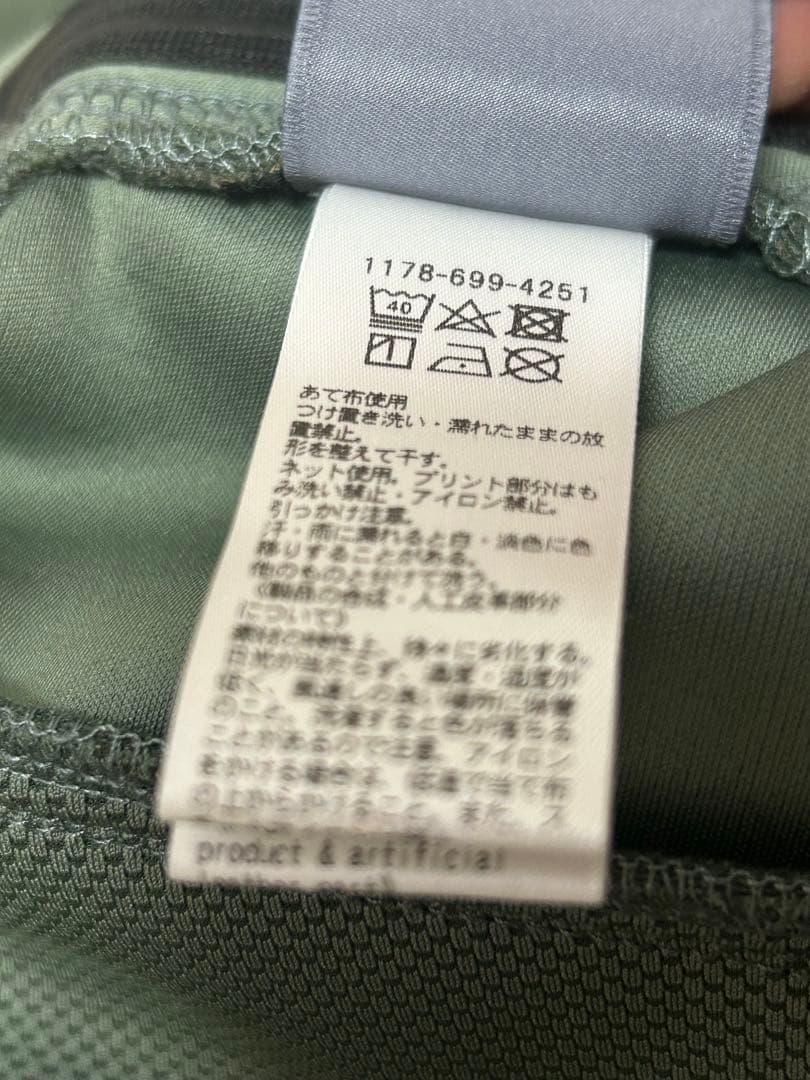 1178-699-4251
40
あて布使用
つけ置き洗い・濡れたままの放
置禁止。
形を整えて干す。
ネット使用。プリント部分はも
み洗い禁止・アイロン禁止。
引っかけ注意。
汗・雨に濡れると白・淡色に色
移りすることがある。
他のものと分けて洗う。
(製品の合成・人工皮革部分
について)
素材の特性上、徐々に劣化する。
日光が当たらず、温度・湿度が
低く、風通しの良い場所に保管
のこと。洗濯すると色が落ちる
ことがあるので注意。アイロン
をかける場合は、低温で当て布
の上からかけること。また、ス
product & artificial